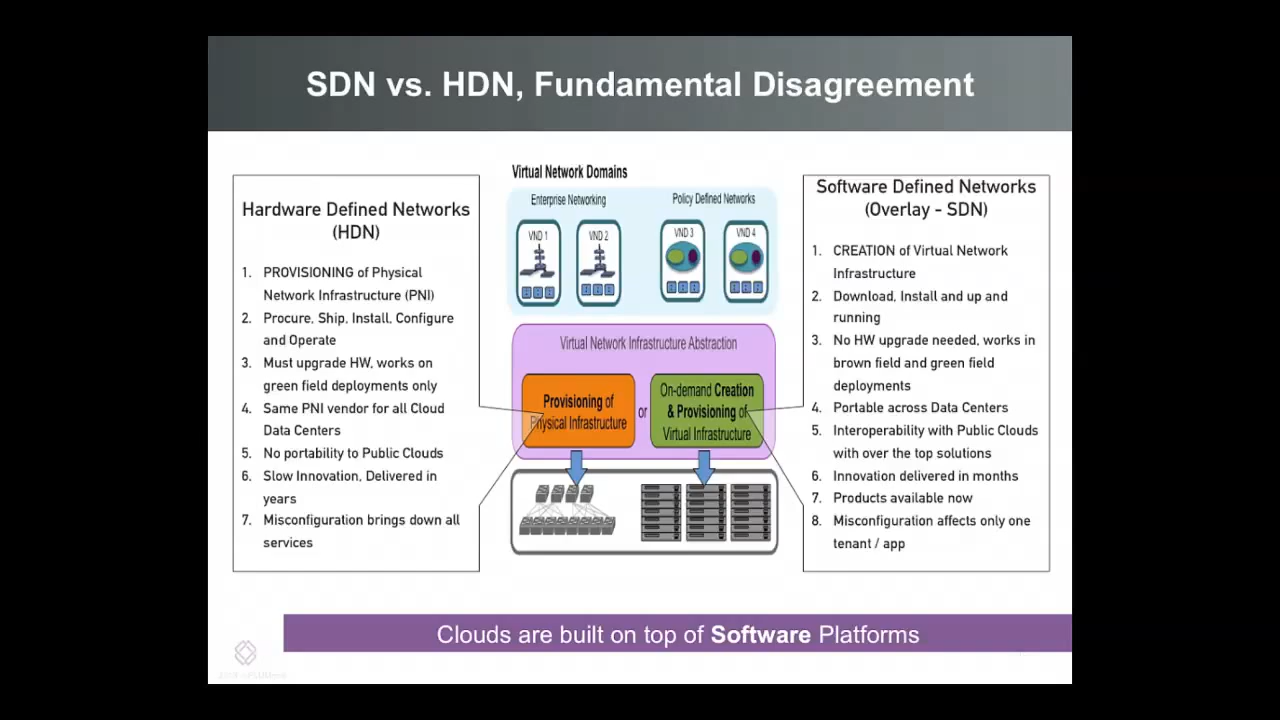 SDN vs. HDN, Fundamental Disagreement
Hardware Defined Networks
(HDN)
1. PROVISIONING of Physical
Network Infrastructure (PNI)
2. Procure, Ship, Install, Configure
and Operate
3. Must upgrade HW, works on
green field deployments only
4. Same PNI vendor for all Cloud
Data Centers
5. No portability to Public Clouds
6. Slow Innovation, Delivered in
years
7. Misconfiguration brings down all
services
Virtual Network Domains
Enterprise Networking
Policy Defined Networks
VND 1
VND 2
VND 3
VND 4
Virtual Network Infrastructure Abstraction
Provisioning of
Physical Infrastructure
or
On-demand Creation
& Provisioning of
Virtual Infrastructure
Software Defined Networks
(Overlay - SDN)
1. CREATION of Virtual Network
Infrastructure
2. Download, Install and up and
running
3. No HW upgrade needed, works in
brown field and green field
deployments
4. Portable across Data Centers
5. Interoperability with Public Clouds
with over the top solutions
6. Innovation delivered in months
7. Products available now
8. Misconfiguration affects only one
tenant / app
Clouds are built on top of Software Platforms